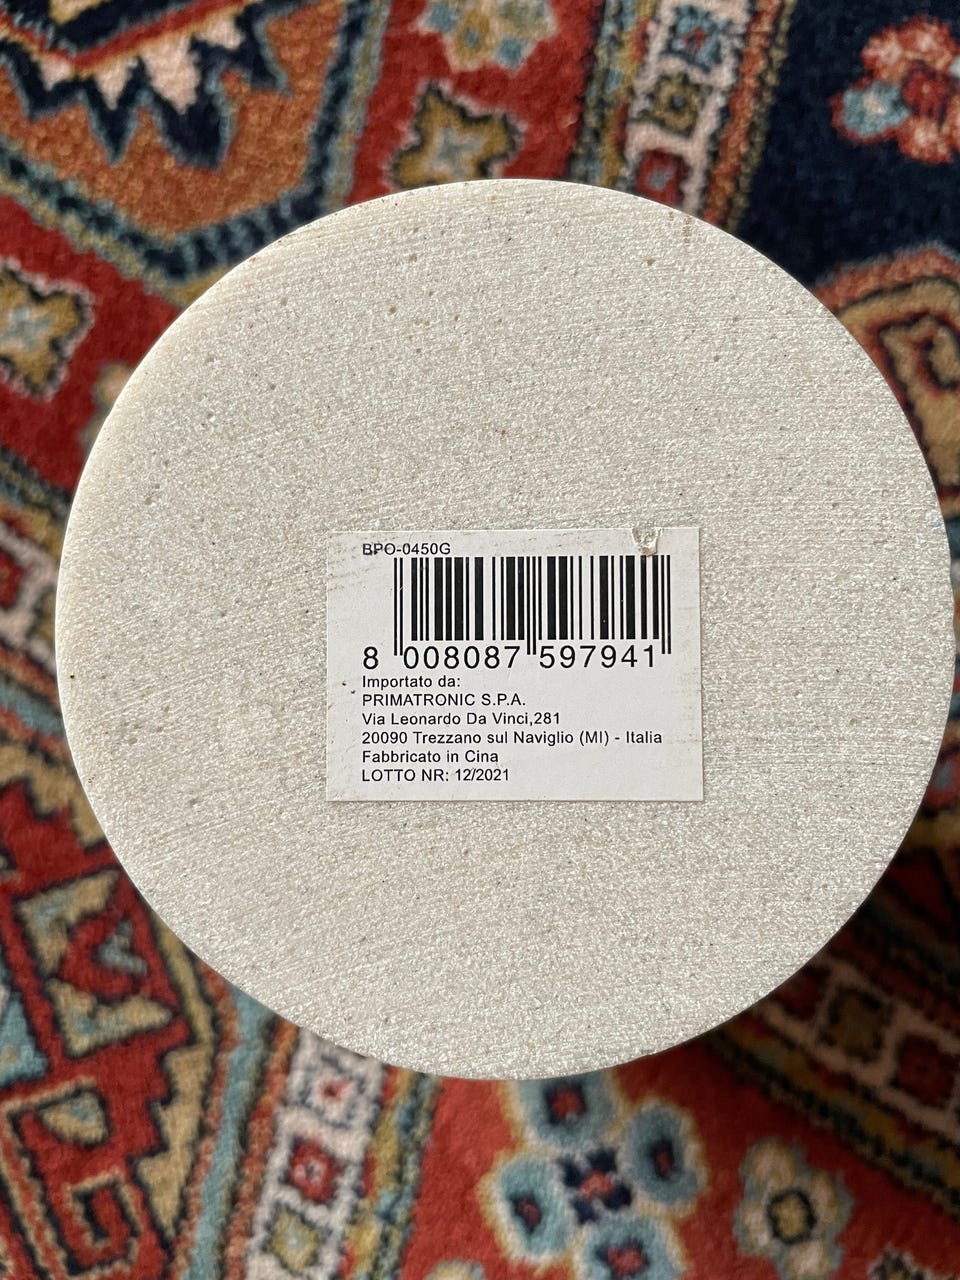 BPO-0450G
8 008087 597941
Importato da:
PRIMATRONIC S.P.A.
Via Leonardo Da Vinci,281
20090 Trezzano sul Naviglio (MI) - Italia
Fabbricato in Cina
LOTTO NR: 12/2021